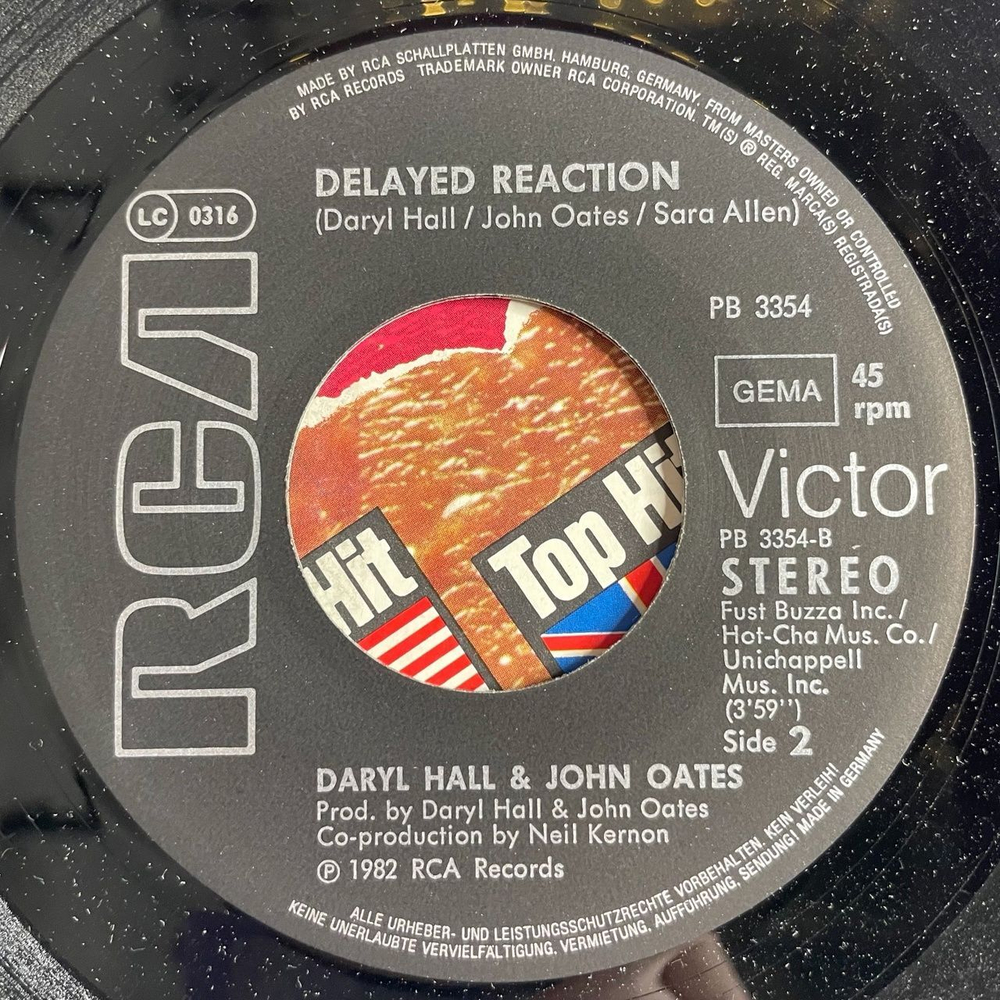 MADE BY RCA SCHALLPLATTEN GMBH, HAMBURG, GERMANY, FROM MASTERS OWNED OR CONTROLLED
BY RCA RECORDS TRADEMARK OWNER RCA CORPORATION. TM(S) ® REG. MARCA(S) REGISTRADA(S)
DELAYED REACTION
(Daryl Hall / John Oates / Sara Allen)
LC 0316
RCA
PB 3354
GEMA
45
rpm
Victor
PB 3354-B
STEREO
Fust Buzza Inc. /
Hot-Cha Mus. Co. /
Unichappell
Mus. Inc.
(3'59'')
Side 2
Hit
Top Hit
DARYL HALL & JOHN OATES
Prod. by Daryl Hall & John Oates
Co-production by Neil Kernon
℗ 1982 RCA Records
ALLE URHEBER- UND LEISTUNGSSCHUTZRECHTE VORBEHALTEN. KEIN VERLEIH!
KEINE UNERLAUBTE VERVIELFÄLTIGUNG, VERMIETUNG, AUFFÜHRUNG, SENDUNG! MADE IN GERMANY